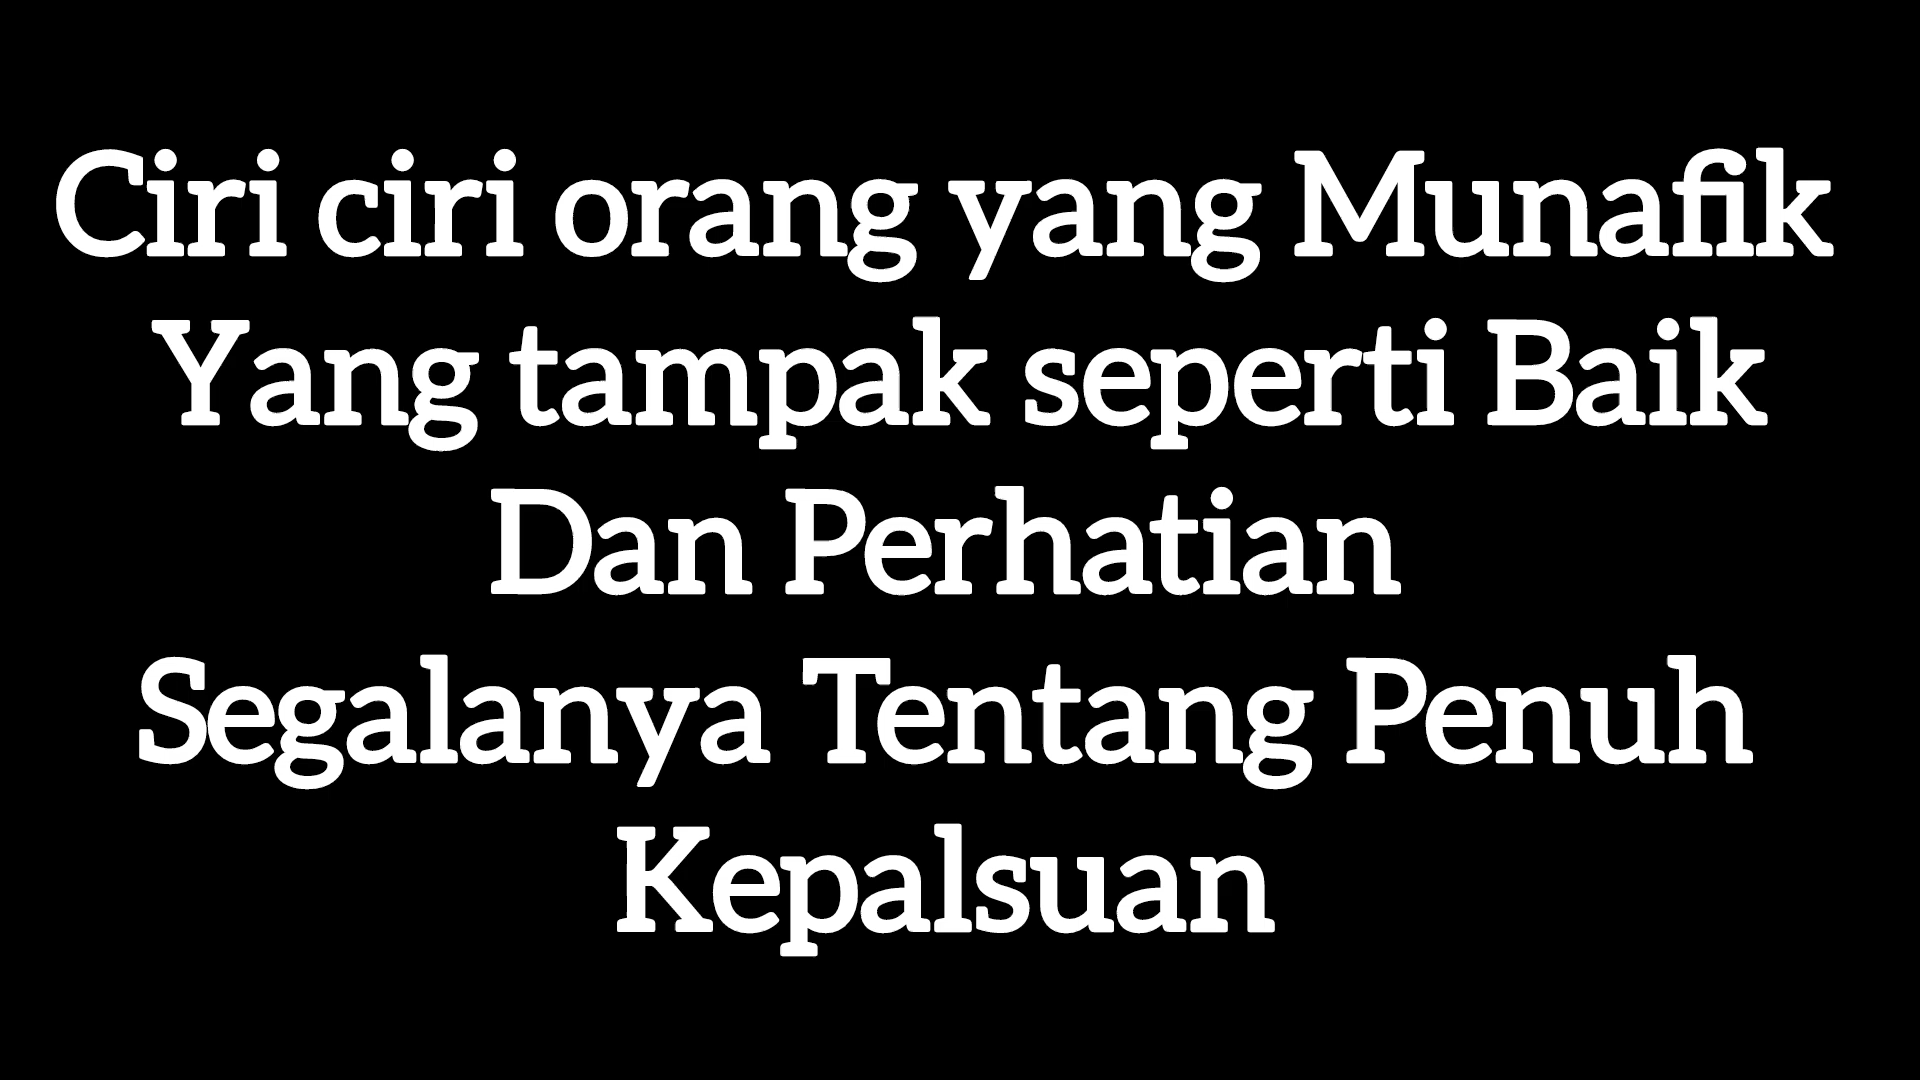 Ciri ciri orang yang Munafik
Yang tampak seperti Baik
Dan Perhatian
Segalanya Tentang Penuh
Kepalsuan